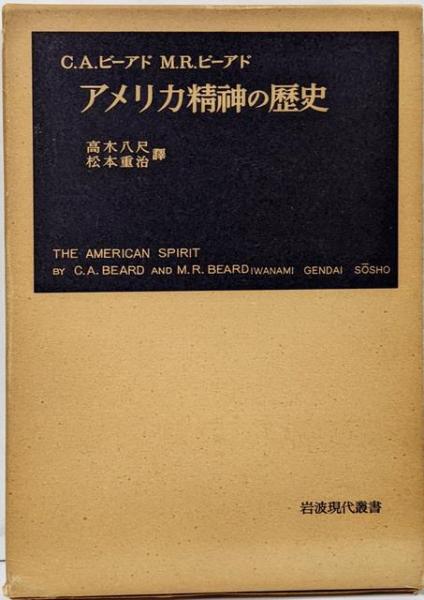 C.A.ビーアド M.R.ビーアド
アメリカ精神の歴史
高木八尺
松本重治 譯
THE AMERICAN SPIRIT
BY C.A.BEARD AND M.R.BEARD IWANAMI GENDAI SŌSHO
岩波現代叢書